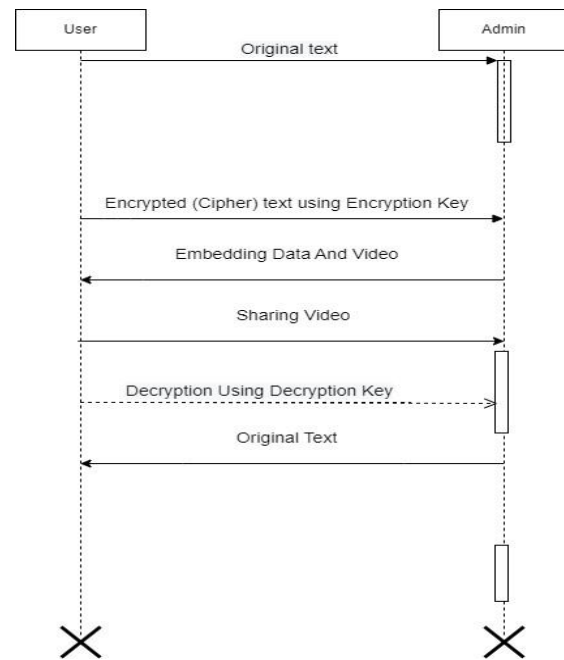 User
Admin
Original text
Encrypted (Cipher) text using Encryption Key
Embedding Data And Video
Sharing Video
Decryption Using Decryption Key
Original Text